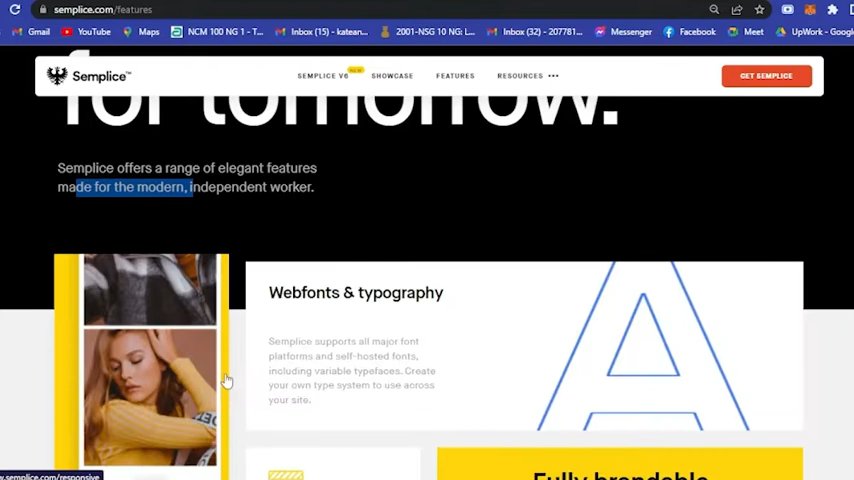 semplice.com/features
Gmail
YouTube
Maps
NCM 100 NG 1 - T...
Inbox (15) - katean...
2001-NSG 10 NG: L...
Inbox (32) - 207781...
Messenger
Facebook
Meet
UpWork - Google
Semplice™
SEMPLICE V6
SHOWCASE
FEATURES
RESOURCES •••
GET SEMPLICE
for tomorrow.
Semplice offers a range of elegant features
made for the modern, independent worker.
Webfonts & typography
Semplice supports all major font
platforms and self-hosted fonts,
including variable typefaces. Create
your own type system to use across
your site.
A
Fully brandable
w.semplice.com/responsive